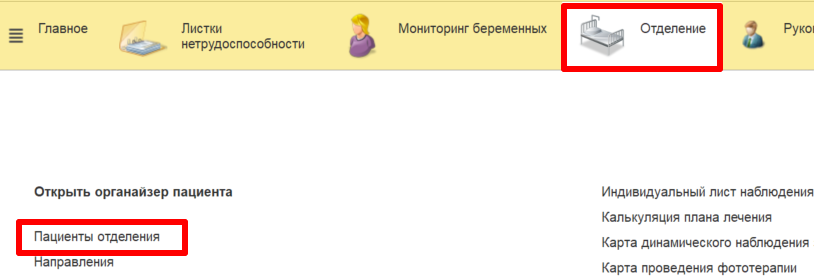 Главное
Листки
нетрудоспособности
Мониторинг беременных
Отделение
Открыть органайзер пациента
Пациенты отделения
Направления
Индивидуальный лист наблюдения
Калькуляция плана лечения
Карта динамического наблюдения
Карта проведения фототерапии